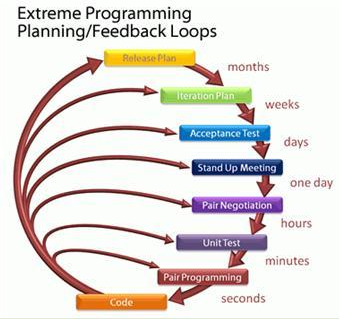 Extreme Programming
Planning/Feedback Loops
Release Plan
months
Iteration Plan
weeks
Acceptance Test
days
Stand Up Meeting
one day
Pair Negotiation
hours
Unit Test
minutes
Pair Programming
seconds
Code